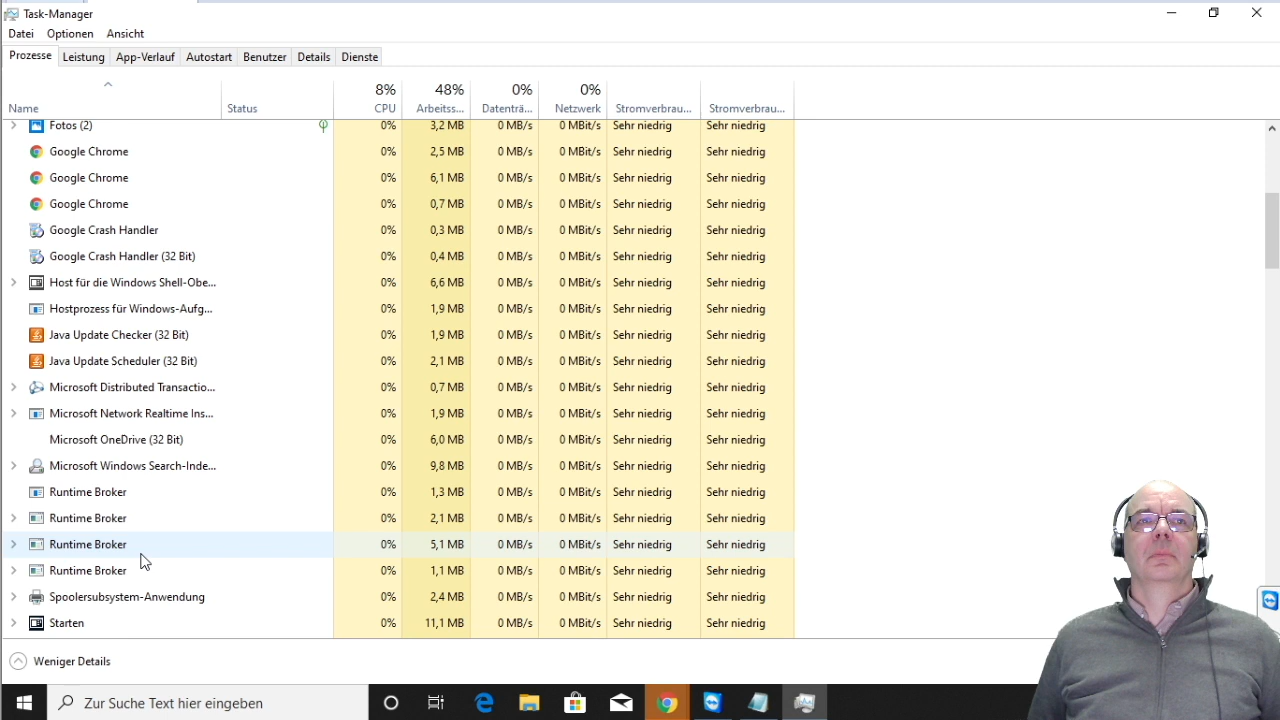 Task-Manager
Datei Optionen Ansicht
Prozesse Leistung App-Verlauf Autostart Benutzer Details Dienste
8% 48% 0% 0%
Name Status CPU Arbeitss... Datenträ... Netzwerk Stromverbrau... Stromverbrau...
Fotos (2) 0% 3,2 MB 0 MB/s 0 MBit/s Sehr niedrig Sehr niedrig
Google Chrome 0% 2,5 MB 0 MB/s 0 MBit/s Sehr niedrig Sehr niedrig
Google Chrome 0% 6,1 MB 0 MB/s 0 MBit/s Sehr niedrig Sehr niedrig
Google Chrome 0% 0,7 MB 0 MB/s 0 MBit/s Sehr niedrig Sehr niedrig
Google Crash Handler 0% 0,3 MB 0 MB/s 0 MBit/s Sehr niedrig Sehr niedrig
Google Crash Handler (32 Bit) 0% 0,4 MB 0 MB/s 0 MBit/s Sehr niedrig Sehr niedrig
Host für die Windows Shell-Obe... 0% 6,6 MB 0 MB/s 0 MBit/s Sehr niedrig Sehr niedrig
Hostprozess für Windows-Aufg... 0% 1,9 MB 0 MB/s 0 MBit/s Sehr niedrig Sehr niedrig
Java Update Checker (32 Bit) 0% 1,9 MB 0 MB/s 0 MBit/s Sehr niedrig Sehr niedrig
Java Update Scheduler (32 Bit) 0% 2,1 MB 0 MB/s 0 MBit/s Sehr niedrig Sehr niedrig
Microsoft Distributed Transactio... 0% 0,7 MB 0 MB/s 0 MBit/s Sehr niedrig Sehr niedrig
Microsoft Network Realtime Ins... 0% 1,9 MB 0 MB/s 0 MBit/s Sehr niedrig Sehr niedrig
Microsoft OneDrive (32 Bit) 0% 6,0 MB 0 MB/s 0 MBit/s Sehr niedrig Sehr niedrig
Microsoft Windows Search-Inde... 0% 9,8 MB 0 MB/s 0 MBit/s Sehr niedrig Sehr niedrig
Runtime Broker 0% 1,3 MB 0 MB/s 0 MBit/s Sehr niedrig Sehr niedrig
Runtime Broker 0% 2,1 MB 0 MB/s 0 MBit/s Sehr niedrig Sehr niedrig
Runtime Broker 0% 5,1 MB 0 MB/s 0 MBit/s Sehr niedrig Sehr niedrig
Runtime Broker 0% 1,1 MB 0 MB/s 0 MBit/s Sehr niedrig Sehr niedrig
Spoolersubsystem-Anwendung 0% 2,4 MB 0 MB/s 0 MBit/s Sehr niedrig Sehr niedrig
Starten 0% 11,1 MB 0 MB/s 0 MBit/s Sehr niedrig Sehr niedrig
Weniger Details
Zur Suche Text hier eingeben